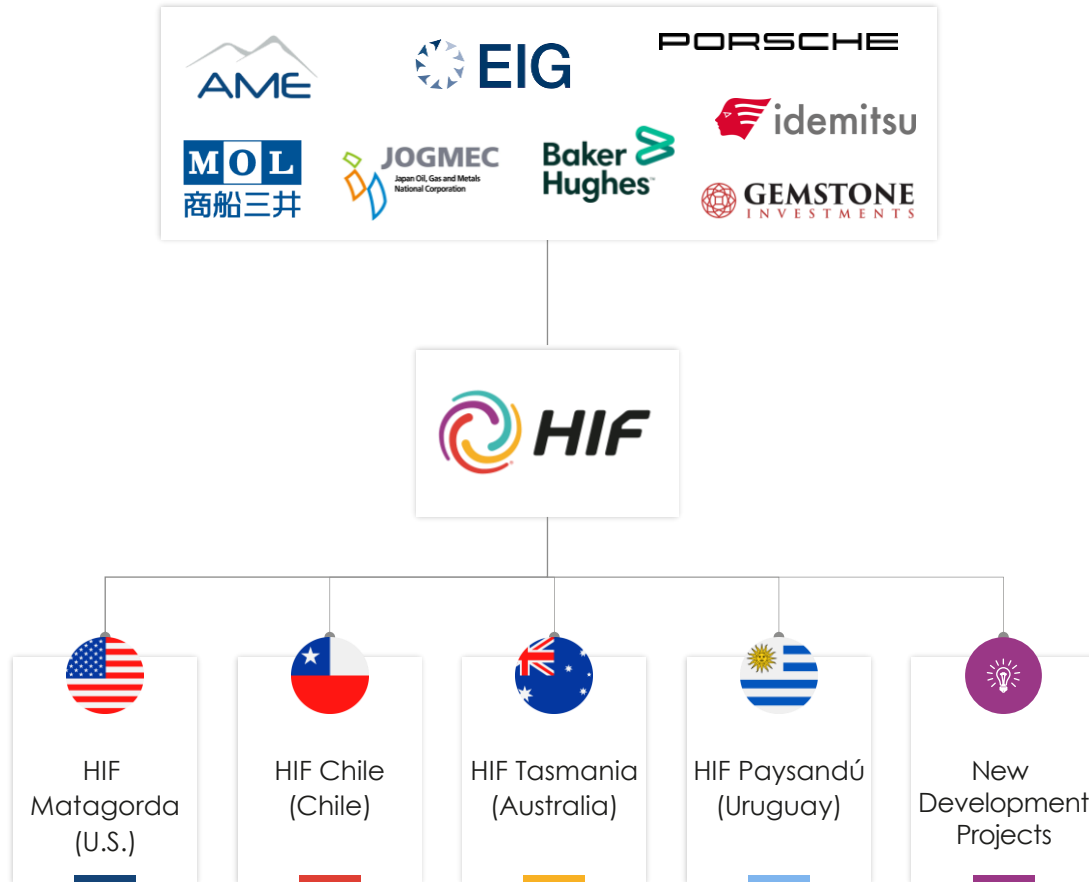 AME
EIG
PORSCHE
idemitsu
MOL
商船三井
JOGMEC
Japan Oil, Gas and Metals
National Corporation
Baker
Hughes™
GEMSTONE
INVESTMENTS
HIF
HIF
Matagorda
(U.S.)
HIF Chile
(Chile)
HIF Tasmania
(Australia)
HIF Paysandú
(Uruguay)
New
Development
Projects